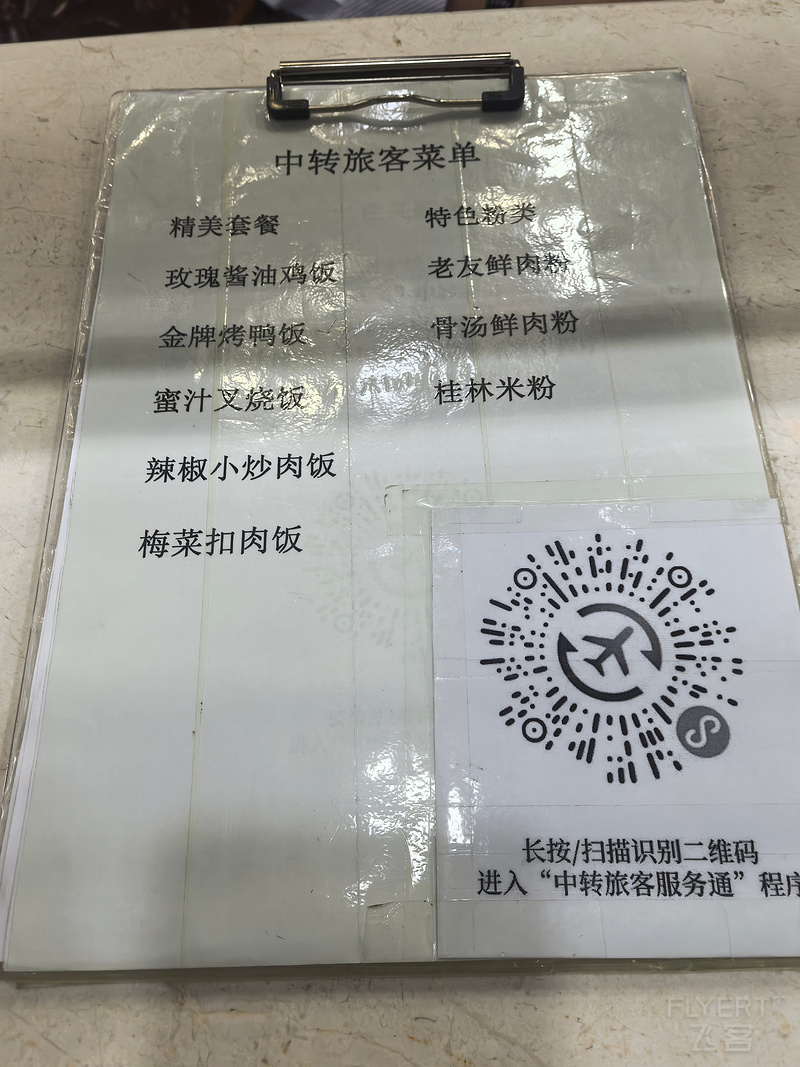 中转旅客菜单
精美套餐
玫瑰酱油鸡饭
金牌烤鸭饭
蜜汁叉烧饭
辣椒小炒肉饭
梅菜扣肉饭
特色粉类
老友鲜肉粉
骨汤鲜肉粉
桂林米粉
长按/扫描识别二维码
进入“中转旅客服务通”程序
FLYERT
飞客